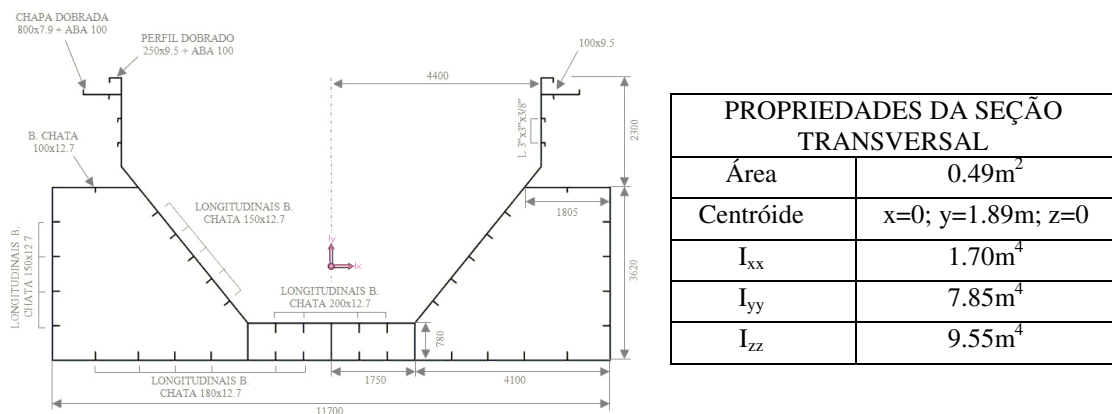 CHAPA DOBRADA
800x7.9 + ABA 100
PERFIL DOBRADO
250x9.5 + ABA 100
100x9.5
4400
2300
L 3"x3"x3/8"
B. CHATA
100x12.7
LONGITUDINAIS B.
CHATA 150x12.7
1805
LONGITUDINAIS B.
CHATA 150x12.7
y
x
3620
LONGITUDINAIS B.
CHATA 200x12.7
780
LONGITUDINAIS B.
CHATA 180x12.7
1750
4100
11700
PROPRIEDADES DA SEÇÃO
TRANSVERSAL
Área 0.49m²
Centróide x=0; y=1.89m; z=0
Ixx 1.70m⁴
Iyy 7.85m⁴
Izz 9.55m⁴